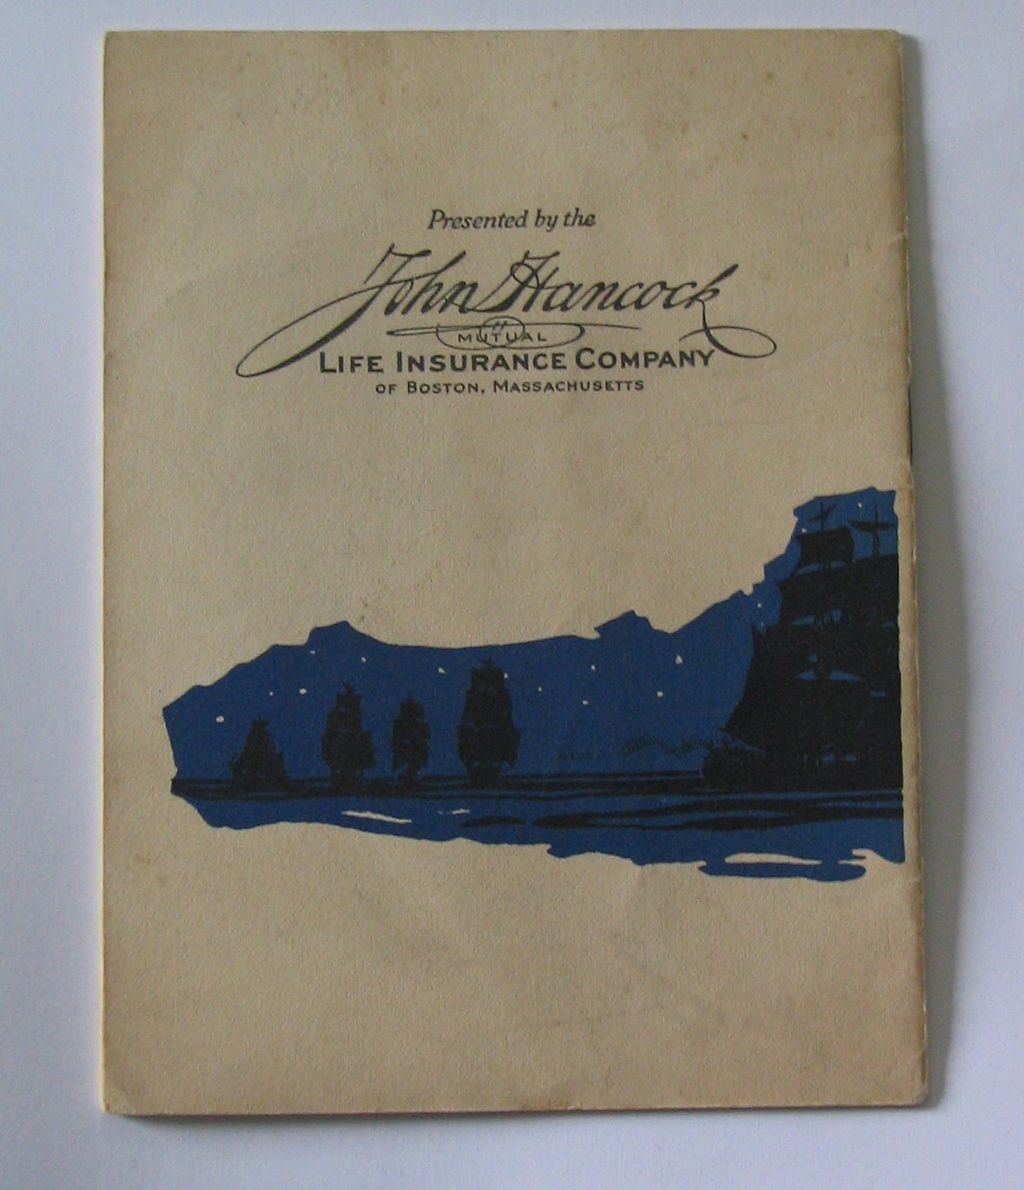 Presented by the
John Hancock
MUTUAL
LIFE INSURANCE COMPANY
OF BOSTON, MASSACHUSETTS